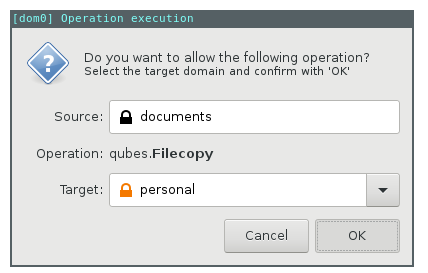 [dom0] Operation execution
Do you want to allow the following operation?
Select the target domain and confirm with 'OK'
Source: documents
Operation: qubes.Filecopy
Target: personal
Cancel OK